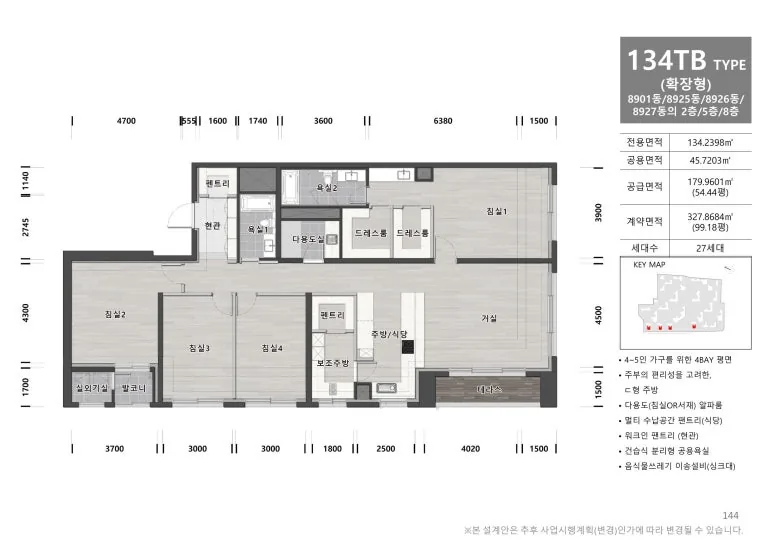 134TB TYPE
(확장형)
8901동/8925동/8926동/
8927동의 2층/5층/8층
전용면적 134.2398㎡
공용면적 45.7203㎡
공급면적 179.9601㎡
(54.44평)
계약면적 327.8684㎡
(99.18평)
세대수 27세대
KEY MAP
• 4~5인 가구를 위한 4BAY 평면
• 주부의 편리성을 고려한,
ㄷ형 주방
• 다용도(침실OR서재) 알파룸
• 멀티 수납공간 팬트리(식당)
• 워크인 팬트리 (현관)
• 건습식 분리형 공용욕실
• 음식물쓰레기 이송설비(싱크대)
4700 555 1600 1740 3600 6380 1500
1140
2745
4300
1700
3900
4500
1500
펜트리
욕실2
침실1
현관
욕실1
다용도실
드레스룸
드레스룸
침실2
침실3
침실4
펜트리
주방/식당
거실
보조주방
실외기실
발코니
테라스
3700 3000 3000 1800 2500 4020 1500
144
※본 설계안은 추후 사업시행계획(변경)인가에 따라 변경될 수 있습니다.